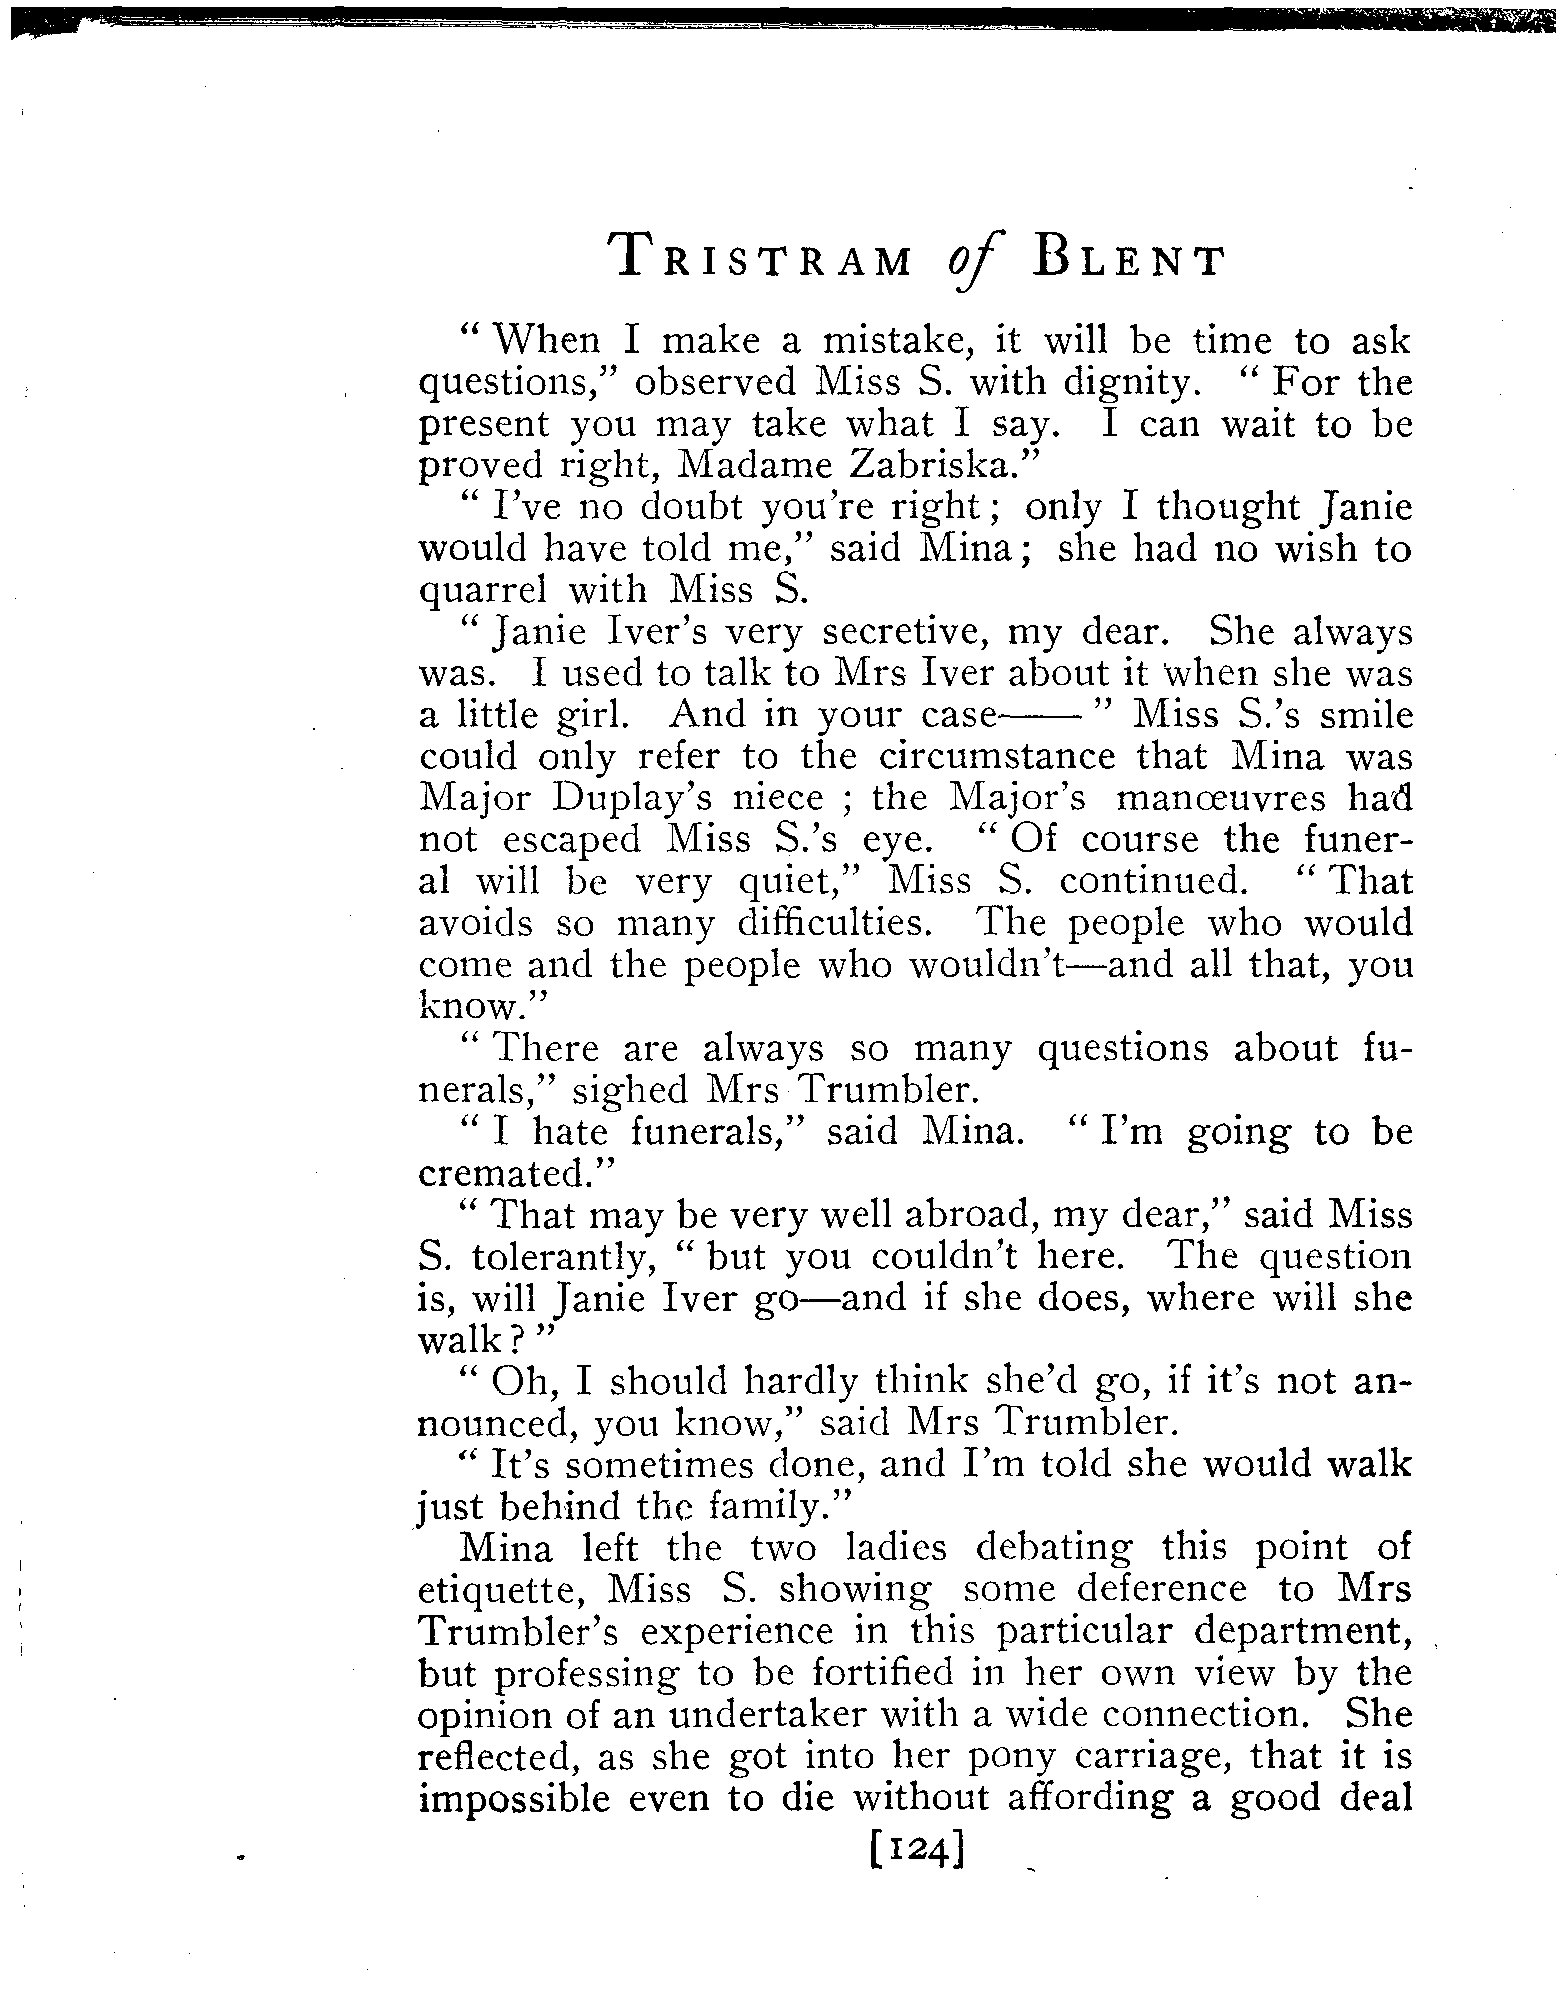 TRISTRAM of BLENT
“ When I make a mistake, it will be time to ask
questions,” observed Miss S. with dignity. “ For the
present you may take what I say. I can wait to be
proved right, Madame Zabriska.”
“ I've no doubt you're right ; only I thought Janie
would have told me,” said Mina ; she had no wish to
quarrel with Miss S.
“ Janie Iver's very secretive, my dear. She always
was. I used to talk to Mrs Iver about it when she was
a little girl. And in your case—— ” Miss S.'s smile
could only refer to the circumstance that Mina was
Major Duplay's niece ; the Major's manœuvres had
not escaped Miss S.'s eye. “ Of course the funer-
al will be very quiet,” Miss S. continued. “ That
avoids so many difficulties. The people who would
come and the people who wouldn't—and all that, you
know.”
“ There are always so many questions about fu-
nerals,” sighed Mrs Trumbler.
“ I hate funerals,” said Mina. “ I'm going to be
cremated.”
“ That may be very well abroad, my dear,” said Miss
S. tolerantly, “ but you couldn't here. The question
is, will Janie Iver go—and if she does, where will she
walk ? ”
“ Oh, I should hardly think she'd go, if it's not an-
nounced, you know,” said Mrs Trumbler.
“ It's sometimes done, and I'm told she would walk
just behind the family.”
Mina left the two ladies debating this point of
etiquette, Miss S. showing some deference to Mrs
Trumbler's experience in this particular department,
but professing to be fortified in her own view by the
opinion of an undertaker with a wide connection. She
reflected, as she got into her pony carriage, that it is
impossible even to die without affording a good deal
[124]